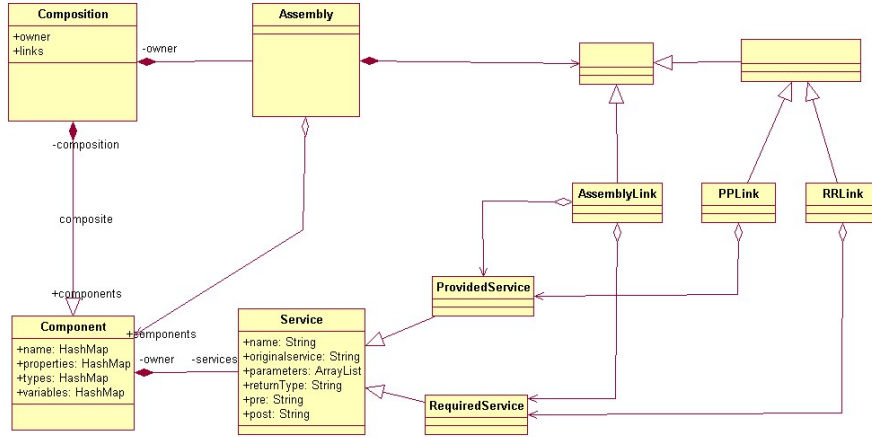 Composition
+owner
+links
Assembly
-owner
-composition
composite
+components
AssemblyLink
PPLink
RRLink
ProvidedService
Component
+name: HashMap
+properties: HashMap
+types: HashMap
+variables: HashMap
+components
-owner
-services
Service
+name: String
+originalservice: String
+parameters: ArrayList
+returnType: String
+pre: String
+post: String
RequiredService